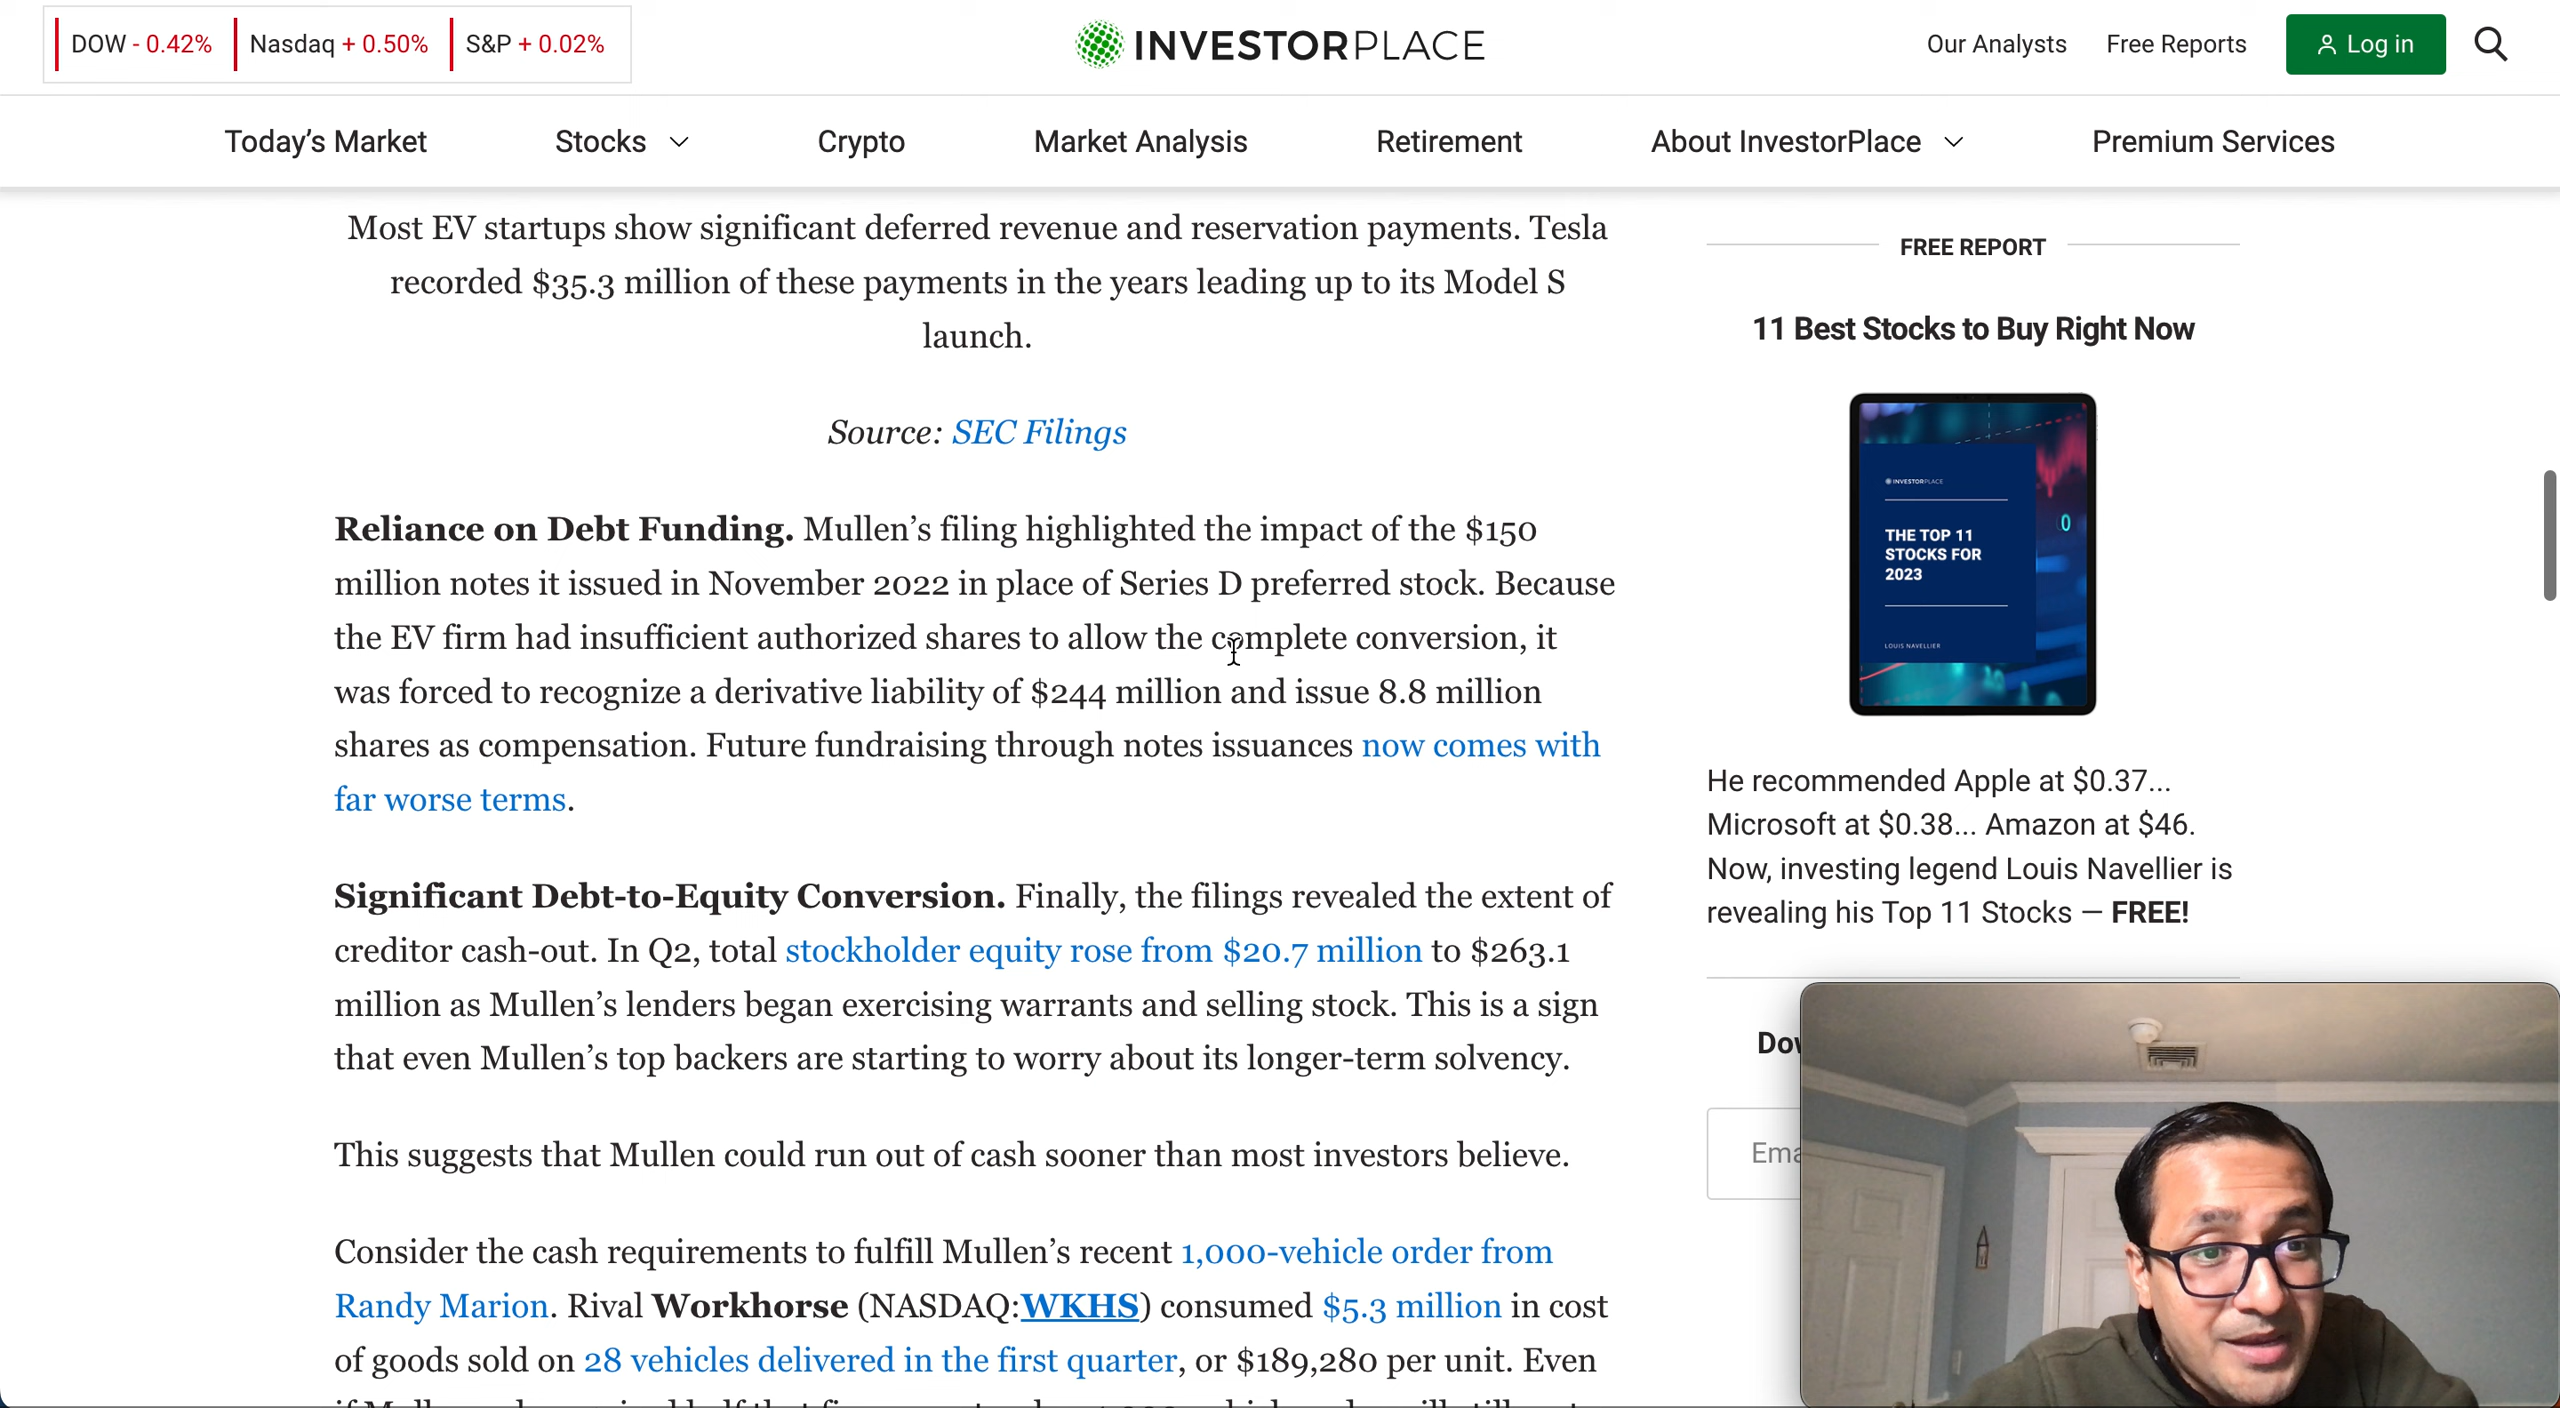 DOW - 0.42% Nasdaq + 0.50% S&P + 0.02%
INVESTORPLACE
Our Analysts Free Reports Log in
Today's Market Stocks Crypto Market Analysis Retirement About InvestorPlace Premium Services
Most EV startups show significant deferred revenue and reservation payments. Tesla
recorded $35.3 million of these payments in the years leading up to its Model S
launch.
Source: SEC Filings
Reliance on Debt Funding. Mullen’s filing highlighted the impact of the $150
million notes it issued in November 2022 in place of Series D preferred stock. Because
the EV firm had insufficient authorized shares to allow the complete conversion, it
was forced to recognize a derivative liability of $244 million and issue 8.8 million
shares as compensation. Future fundraising through notes issuances now comes with
far worse terms.
Significant Debt-to-Equity Conversion. Finally, the filings revealed the extent of
creditor cash-out. In Q2, total stockholder equity rose from $20.7 million to $263.1
million as Mullen’s lenders began exercising warrants and selling stock. This is a sign
that even Mullen’s top backers are starting to worry about its longer-term solvency.
This suggests that Mullen could run out of cash sooner than most investors believe.
Consider the cash requirements to fulfill Mullen’s recent 1,000-vehicle order from
Randy Marion. Rival Workhorse (NASDAQ:WKHS) consumed $5.3 million in cost
of goods sold on 28 vehicles delivered in the first quarter, or $189,280 per unit. Even
FREE REPORT
11 Best Stocks to Buy Right Now
INVESTORPLACE
THE TOP 11
STOCKS FOR
2023
LOUIS NAVELLIER
He recommended Apple at $0.37...
Microsoft at $0.38... Amazon at $46.
Now, investing legend Louis Navellier is
revealing his Top 11 Stocks — FREE!